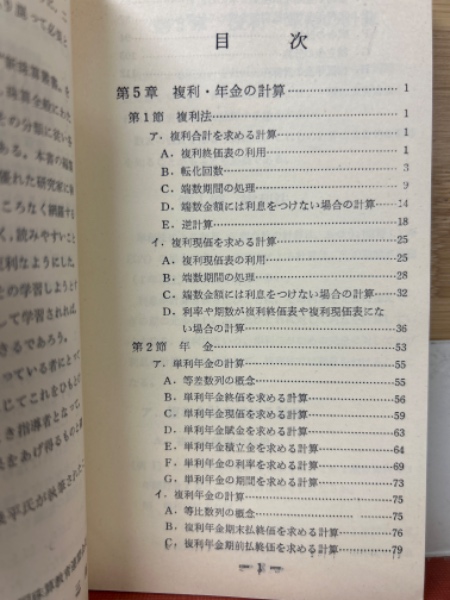 目次
第5章 複利・年金の計算…………………………… 1
第1節 複利法……………………………………… 1
ア．複利合計を求める計算……………………… 1
A．複利終価表の利用…………………………… 1
B．転化回数……………………………………… 3
C．端数期間の処理……………………………… 9
D．端数金額には利息をつけない場合の計算…14
E．逆計算…………………………………………18
イ．複利現価を求める計算………………………25
A．複利現価表の利用……………………………25
B．端数期間の処理………………………………28
C．端数金額には利息をつけない場合の計算……32
D．利率や期数が複利終価表や複利現価表にな
い場合の計算……………………………………36
第2節 年金………………………………………53
ア．単利年金の計算………………………………55
A．等差数列の概念………………………………55
B．単利年金終価を求める計算…………………56
C．単利年金現価を求める計算…………………59
D．単利年金賦金を求める計算…………………63
E．単利年金積立金を求める計算………………64
F．単利年金の利率を求める計算………………69
G．単利年金の期間を求める計算………………73
イ．複利年金の計算………………………………75
A．等比数列の概念………………………………75
B．複利年金期末払終価を求める計算…………76
C．複利年金期前払終価を求める計算…………79
1